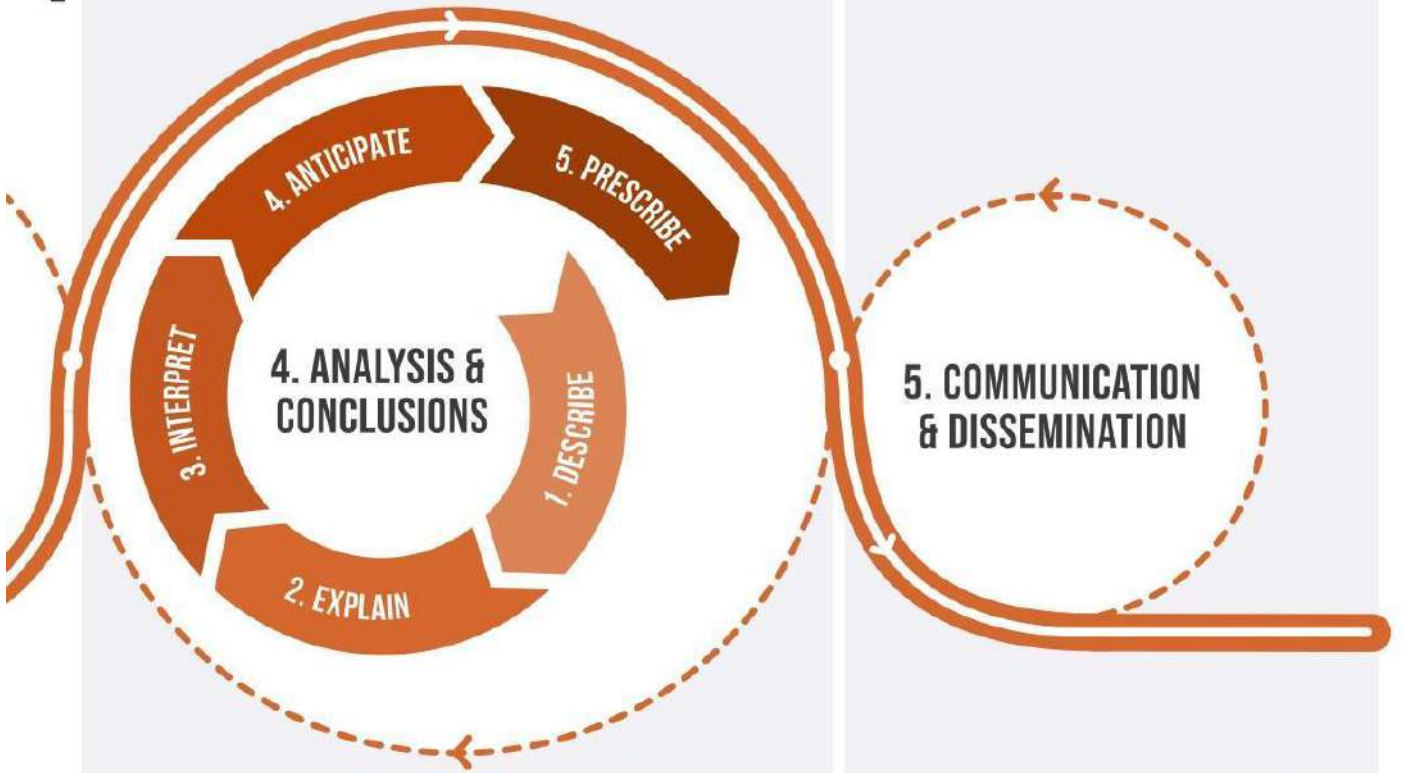 4. ANALYSIS &
CONCLUSIONS
1. DESCRIBE
2. EXPLAIN
3. INTERPRET
4. ANTICIPATE
5. PRESCRIBE
5. COMMUNICATION
& DISSEMINATION